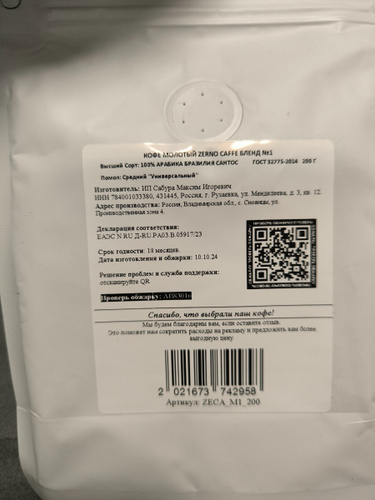 КОФЕ МОЛОТЫЙ ZERNO CAFFE БЛЕНД №1
Высший Сорт: 100% АРАБИКА БРАЗИЛИЯ САНТОС ГОСТ 32775-2014 200 Г
Помол: Средний "Универсальный"
Изготовитель: ИП Сабура Максим Игоревич
ИНН 784001033380, 431445, Россия, г. Рузаевка, ул. Менделеева, д. 3, кв. 12.
Адрес производства: Россия, Владимирская обл., с. Сновицы, ул.
Производственная зона 4.
Декларация соответствия:
ЕАЭС N RU Д-RU.РА03.В.05917/23
Срок годности: 18 месяцев.
Дата изготовления и обжарки: 10.10.24
Решение проблем и служба поддержки:
отсканируйте QR
Проверь обжарку:
Спасибо, что выбрали наш кофе!
Мы будем благодарны вам, если оставите отзыв.
Это поможет нам сократить расходы на рекламу и предложить вам более
выгодную цену
2 021673 742958
Артикул: ZECA_M1_200